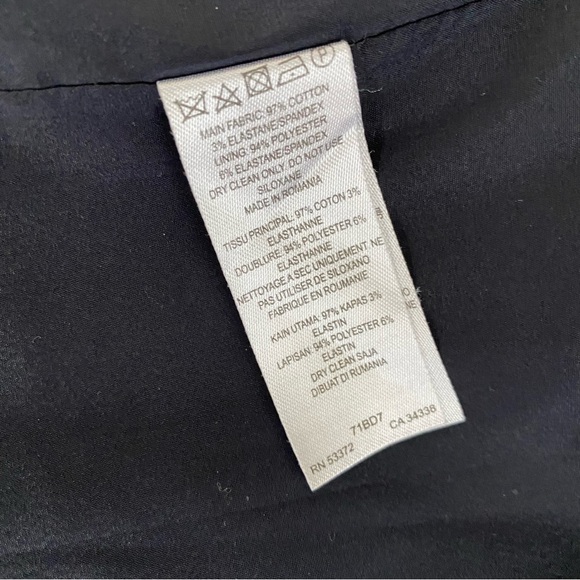 P
MAIN FABRIC: 97% COTTON
3% ELASTANE/SPANDEX
LINING: 94% POLYESTER
6% ELASTANE/SPANDEX
DRY CLEAN ONLY. DO NOT USE
SILOXANE
MADE IN ROMANIA
TISSU PRINCIPAL: 97% COTON 3%
ELASTHANNE
DOUBLURE: 94% POLYESTER 6%
ELASTHANNE
NETTOYAGE A SEC UNIQUEMENT. NE
PAS UTILISER DE SILOXANO
FABRIQUE EN ROUMANIE
KAIN UTAMA: 97% KAPAS 3%
ELASTIN
LAPISAN: 94% POLYESTER 6%
ELASTIN
DRY CLEAN SAJA
DIBUAT DI RUMANIA
71BD7
RN 53372 CA 34338